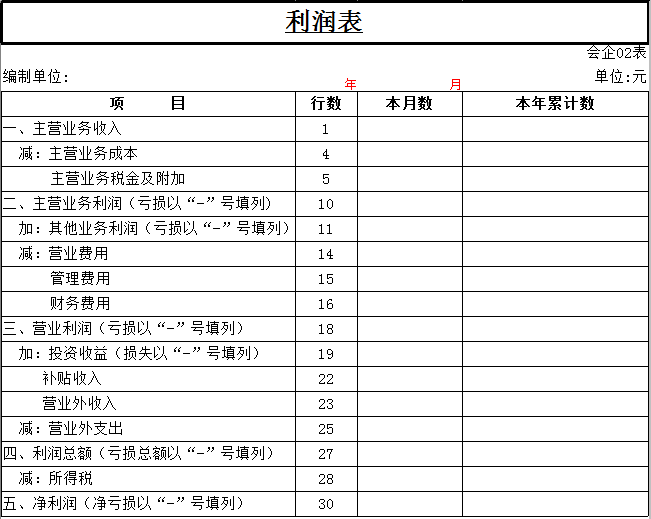 利润表
会企02表
编制单位: 年 月 单位:元
项 目 行数 本月数 本年累计数
一、主营业务收入 1
减: 主营业务成本 4
主营业务税金及附加 5
二、主营业务利润(亏损以“-”号填列) 10
加: 其他业务利润(亏损以“-”号填列) 11
减: 营业费用 14
管理费用 15
财务费用 16
三、营业利润(亏损以“-”号填列) 18
加: 投资收益(损失以“-”号填列) 19
补贴收入 22
营业外收入 23
减: 营业外支出 25
四、利润总额(亏损总额以“-”号填列) 27
减: 所得税 28
五、净利润(净亏损以“-”号填列) 30